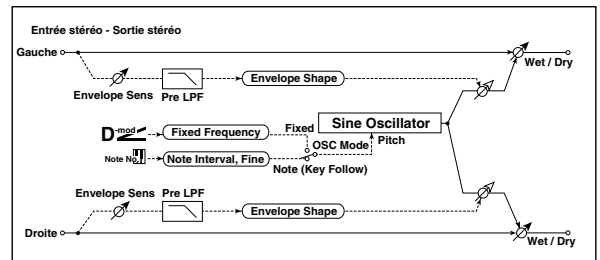 Entrée stéréo - Sortie stéréo
Gauche
Wet / Dry
Envelope Sens
Pre LPF
Envelope Shape
D-mod
Fixed Frequency
Fixed
Sine Oscillator
OSC Mode
Pitch
Note No.
Note Interval, Fine
Note (Key Follow)
Envelope Sens
Pre LPF
Envelope Shape
Droite
Wet / Dry